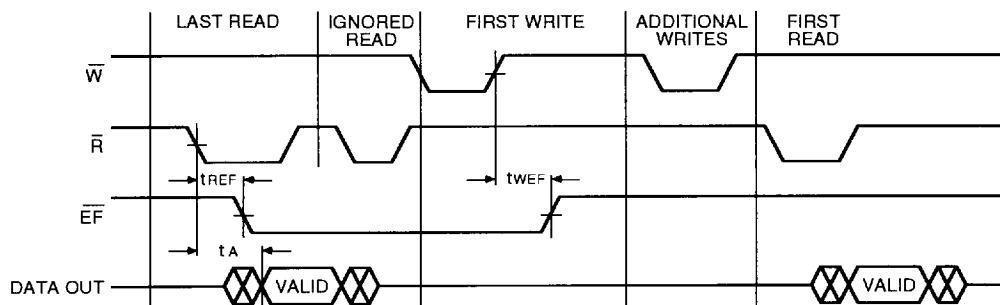 LAST READ
IGNORED
READ
FIRST WRITE
ADDITIONAL
WRITES
FIRST
READ
W
R
tREF
tWEF
EF
tA
DATA OUT
VALID
VALID